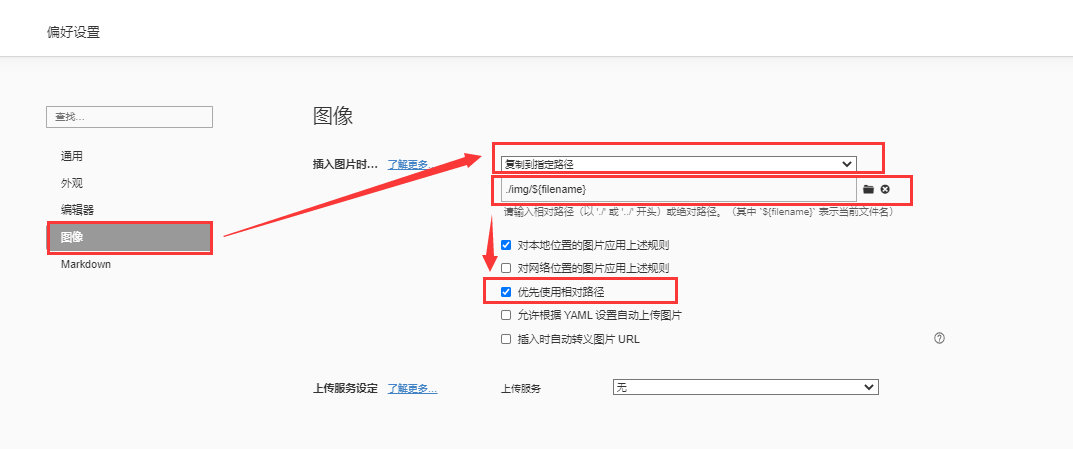 偏好设置
查找...
通用
外观
编辑器
图像
Markdown
图像
插入图片时... 了解更多... 复制到指定路径
./img/${filename}
请输入相对路径（以 './' 或 '../' 开头）或绝对路径。（其中 `${filename}` 表示当前文件名）
对本地位置的图片应用上述规则
对网络位置的图片应用上述规则
优先使用相对路径
允许根据 YAML 设置自动上传图片
插入时自动转义图片 URL
上传服务设定 了解更多... 上传服务 无